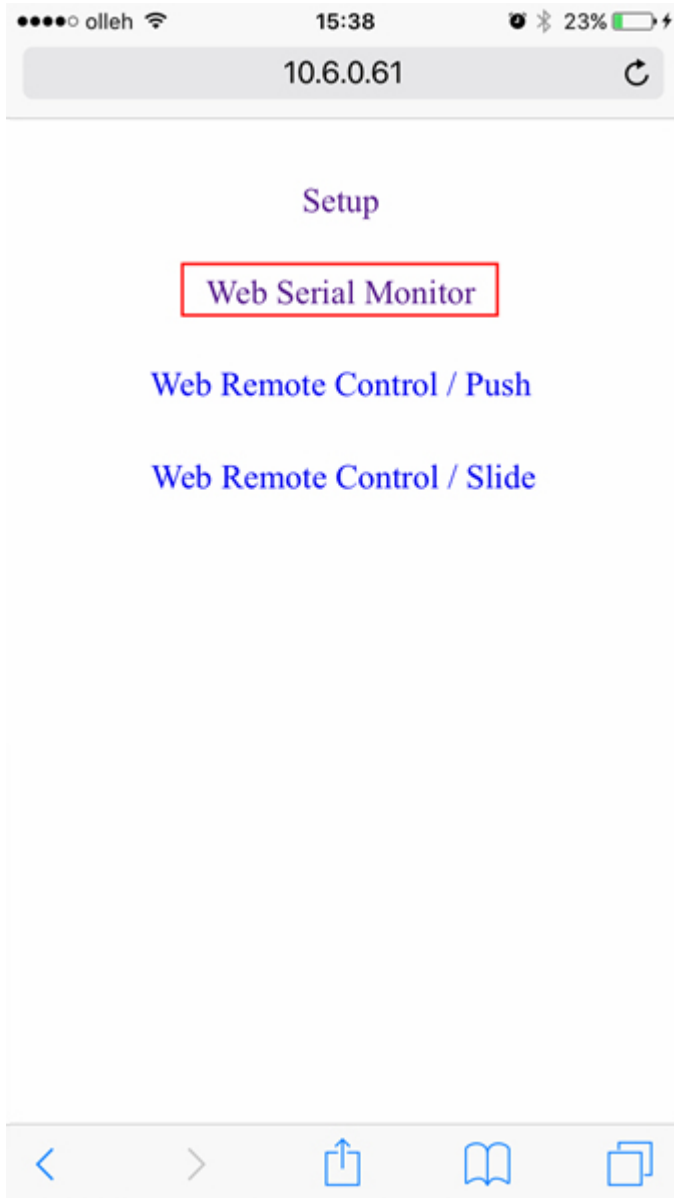 olleh 15:38 23%
10.6.0.61
Setup
Web Serial Monitor
Web Remote Control / Push
Web Remote Control / Slide